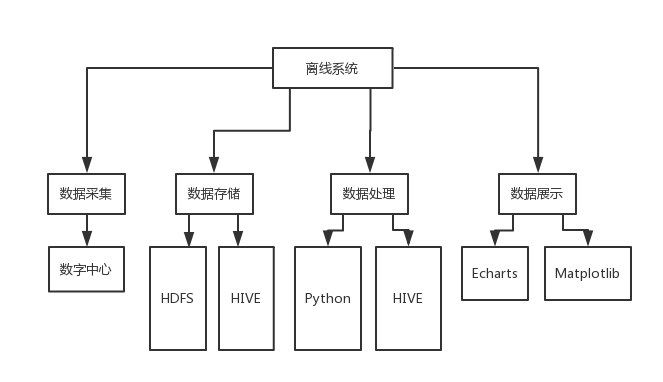 离线系统
数据采集
数据存储
数据处理
数据展示
数字中心
HDFS
HIVE
Python
HIVE
Echarts
Matplotlib